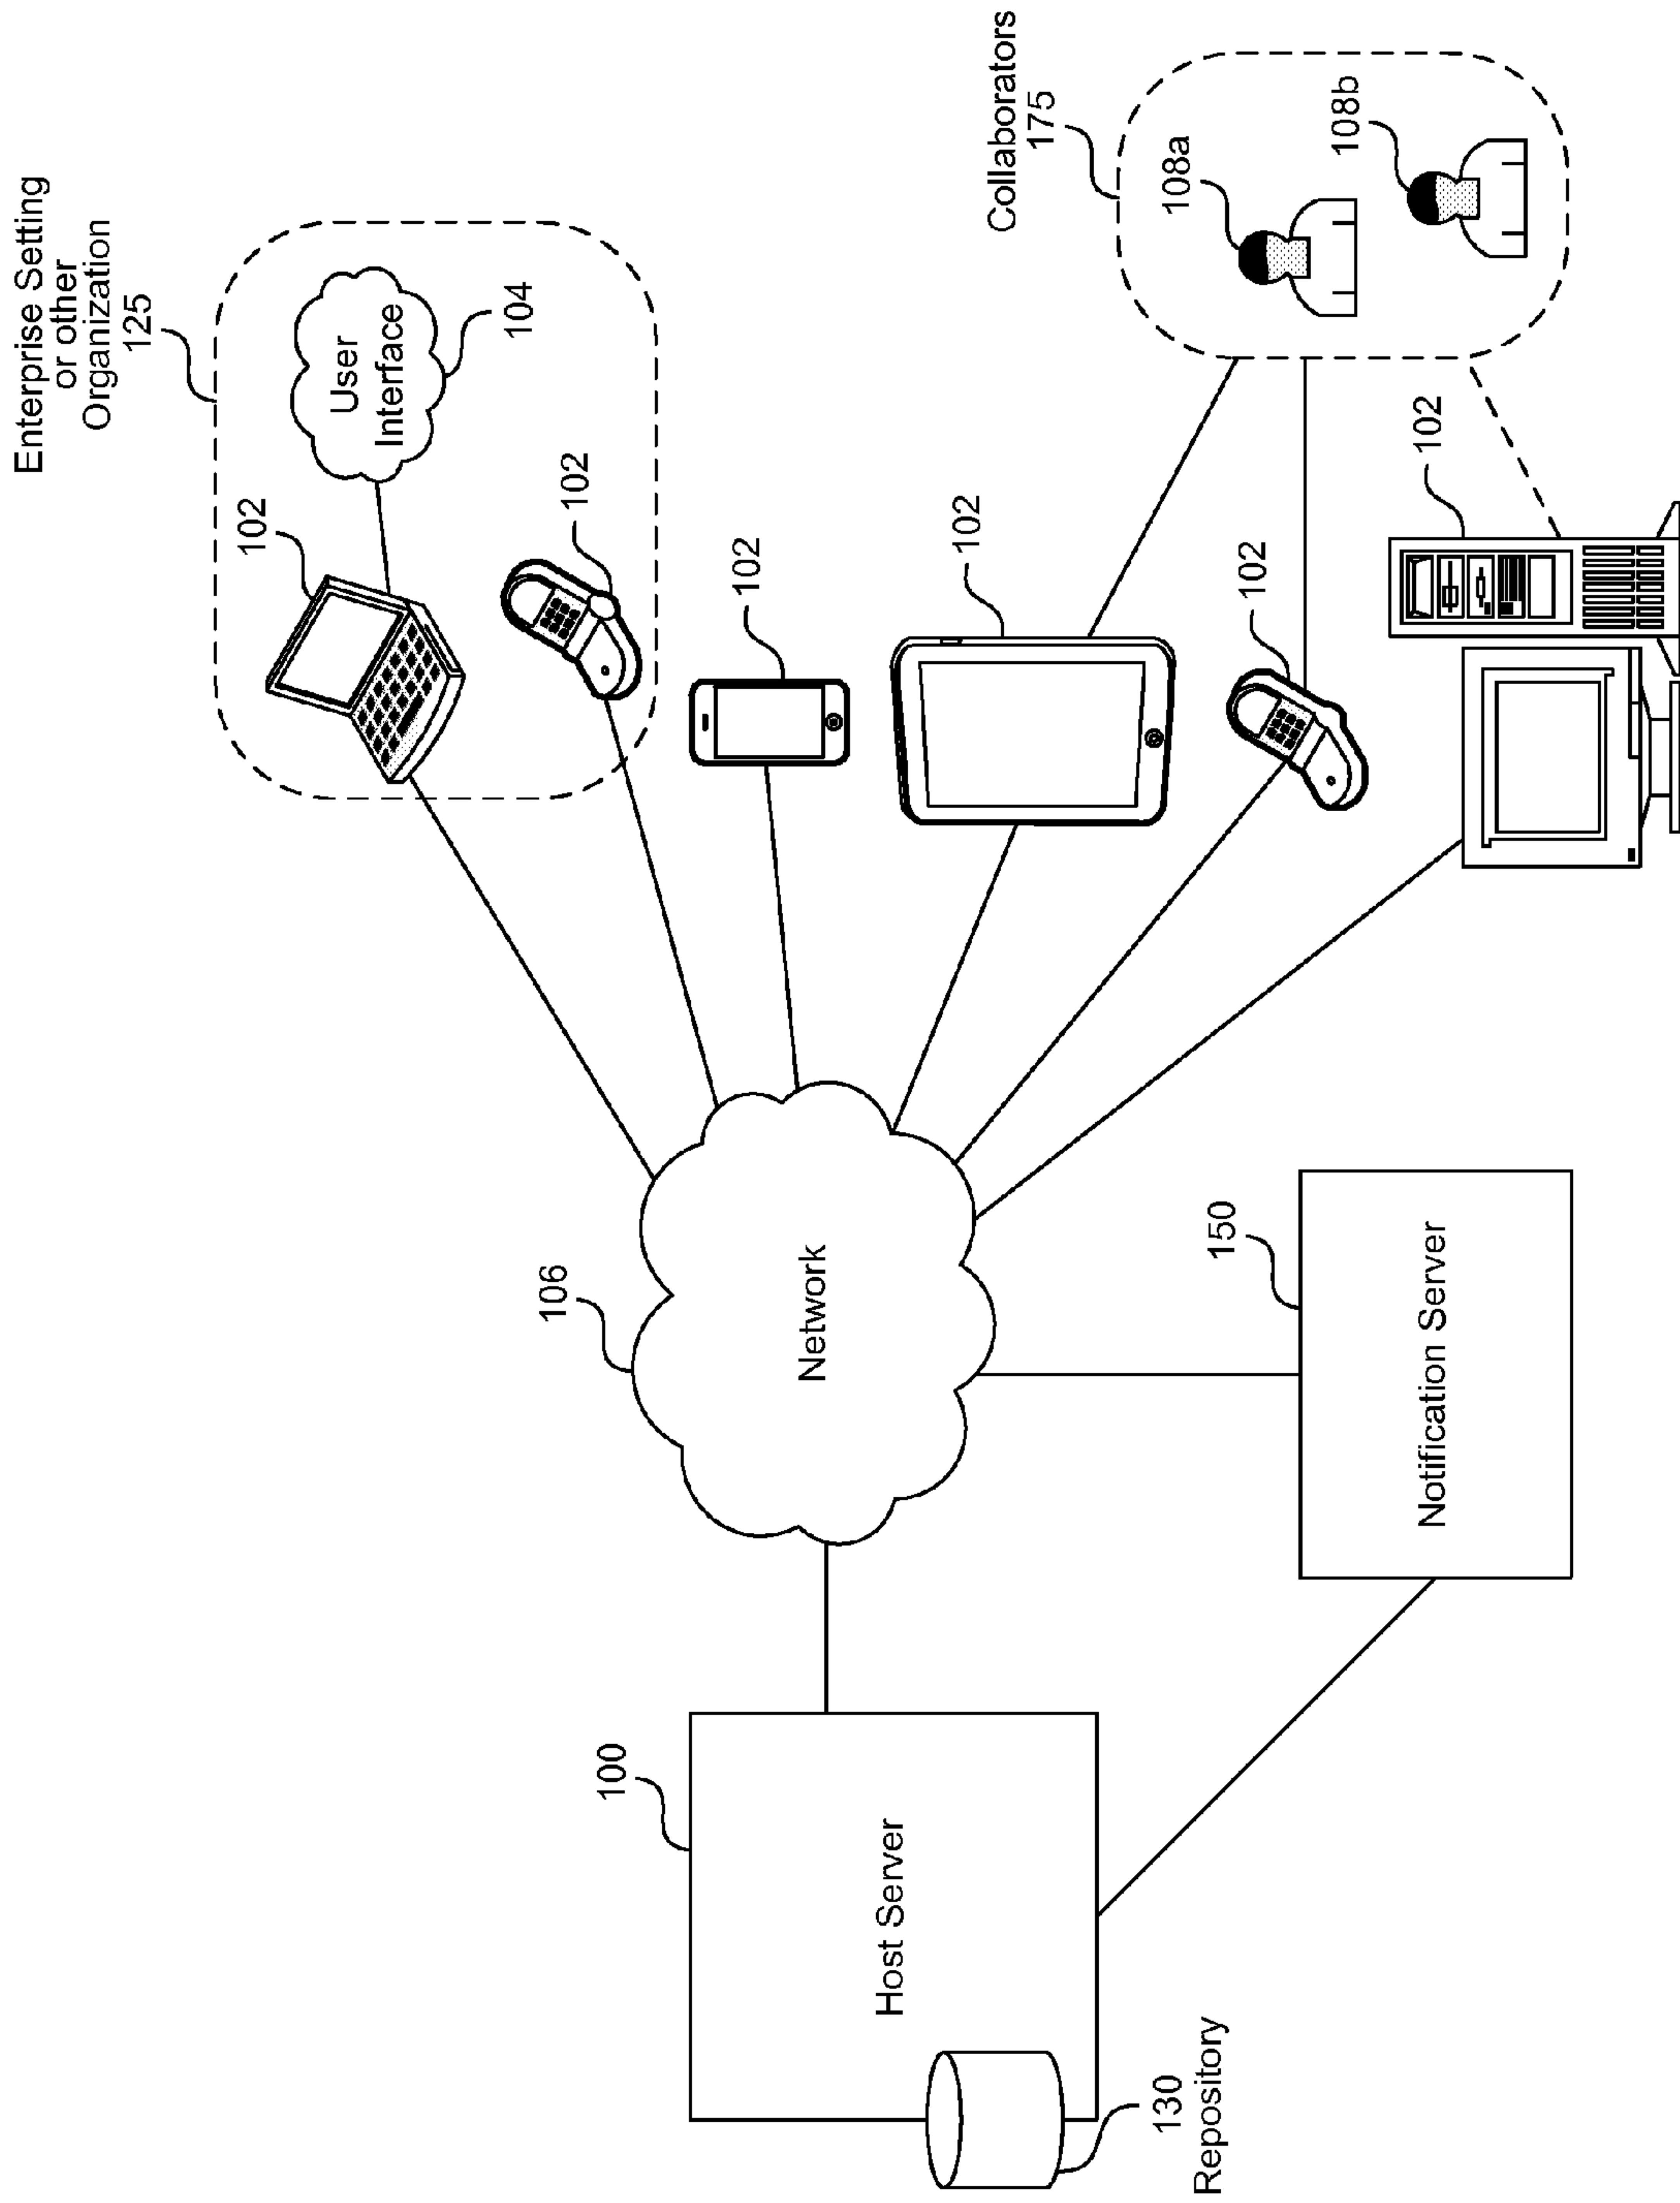 Enterprise Setting
or other
Organization
125
102
User
Interface
104
102
102
102
102
102
Collaborators
175
108a
108b
106
Network
150
Notification Server
100
Host Server
130
Repository